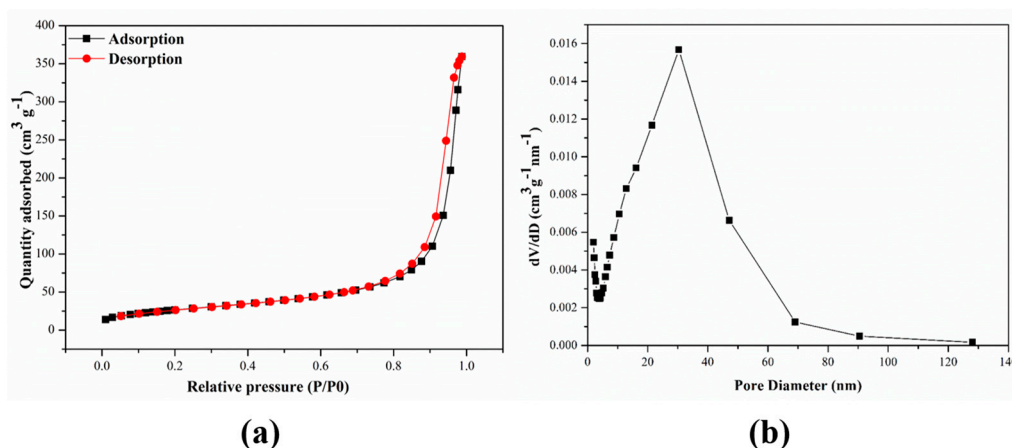 400
350
300
250
200
150
100
50
0
Quantity adsorbed (cm³ g⁻¹)
Adsorption
Desorption
0.0 0.2 0.4 0.6 0.8 1.0
Relative pressure (P/P0)
(a)
0.016
0.014
0.012
0.010
0.008
0.006
0.004
0.002
0.000
dV/dD (cm³g⁻¹nm⁻¹)
0 20 40 60 80 100 120 140
Pore Diameter (nm)
(b)